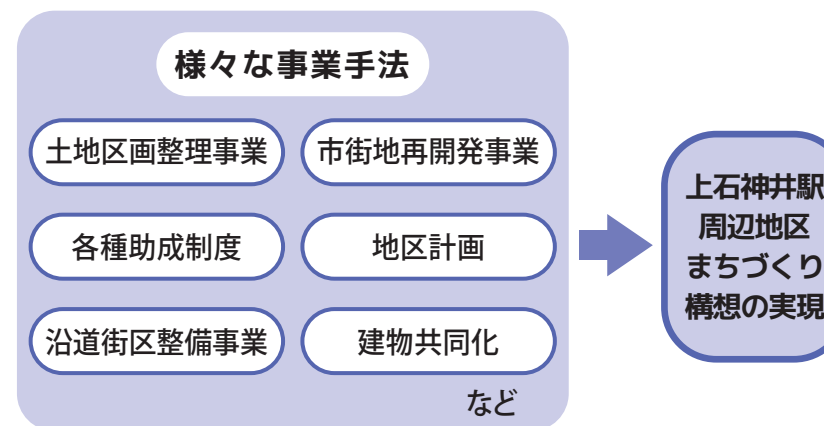 様々な事業手法
土地区画整理事業
市街地再開発事業
各種助成制度
地区計画
沿道街区整備事業
建物共同化
など
上石神井駅
周辺地区
まちづくり
構想の実現